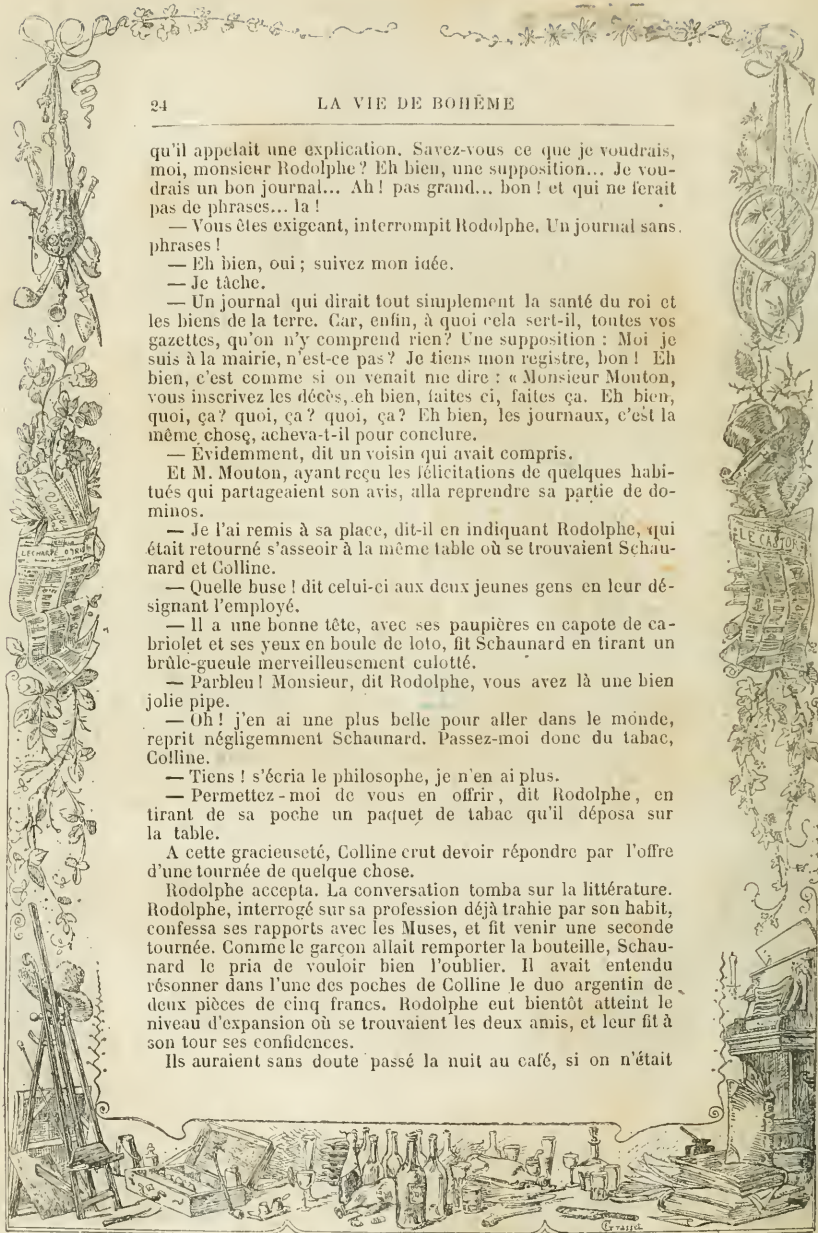 24 LA VIE DE BOHÊME
qu'il appelait une explication. Savez-vous ce que je voudrais,
moi, monsieur Rodolphe ? Eh bien, une supposition... Je vou-
drais un bon journal... Ah ! pas grand... bon ! et qui ne ferait
pas de phrases... la !
— Vous êtes exigeant, interrompit Rodolphe. Un journal sans
phrases !
— Eh bien, oui ; suivez mon idée.
— Je tâche.
— Un journal qui dirait tout simplement la santé du roi et
les biens de la terre. Car, enfin, à quoi cela sert-il, toutes vos
gazettes, qu'on n'y comprend rien ? Une supposition : Moi je
suis à la mairie, n'est-ce pas ? Je tiens mon registre, bon ! Eh
bien, c'est comme si on venait me dire : « Monsieur Mouton,
vous inscrivez les décès, eh bien, faites ci, faites ça. Eh bien,
quoi, ça ? quoi, ça ? quoi, ça ? Eh bien, les journaux, c'est la
même chose, acheva-t-il pour conclure.
— Évidemment, dit un voisin qui avait compris.
Et M. Mouton, ayant reçu les félicitations de quelques habi-
tués qui partageaient son avis, alla reprendre sa partie de do-
minos.
— Je l'ai remis à sa place, dit-il en indiquant Rodolphe, qui
était retourné s'asseoir à la même table où se trouvaient Schau-
nard et Colline.
— Quelle buse ! dit celui-ci aux deux jeunes gens en leur dé-
signant l'employé.
— Il a une bonne tête, avec ses paupières en capote de ca-
briolet et ses yeux en boule de loto, fit Schaunard en tirant un
brûle-gueule merveilleusement culotté.
— Parbleu ! Monsieur, dit Rodolphe, vous avez là une bien
jolie pipe.
— Oh ! j'en ai une plus belle pour aller dans le monde,
reprit négligemment Schaunard. Passez-moi donc du tabac,
Colline.
— Tiens ! s'écria le philosophe, je n'en ai plus.
— Permettez-moi de vous en offrir, dit Rodolphe, en
tirant de sa poche un paquet de tabac qu'il déposa sur
la table.
A cette gracieuseté, Colline crut devoir répondre par l'offre
d'une tournée de quelque chose.
Rodolphe accepta. La conversation tomba sur la littérature.
Rodolphe, interrogé sur sa profession déjà trahie par son habit,
confessa ses rapports avec les Muses, et fit venir une seconde
tournée. Comme le garçon allait remporter la bouteille, Schau-
nard le pria de vouloir bien l'oublier. Il avait entendu
résonner dans l'une des poches de Colline le duo argentin de
deux pièces de cinq francs. Rodolphe eut bientôt atteint le
niveau d'expansion où se trouvaient les deux amis, et leur fit à
son tour ses confidences.
Ils auraient sans doute passé la nuit au café, si on n'était
LECHARPE D'IRIS
LE CASTOR
Grasset